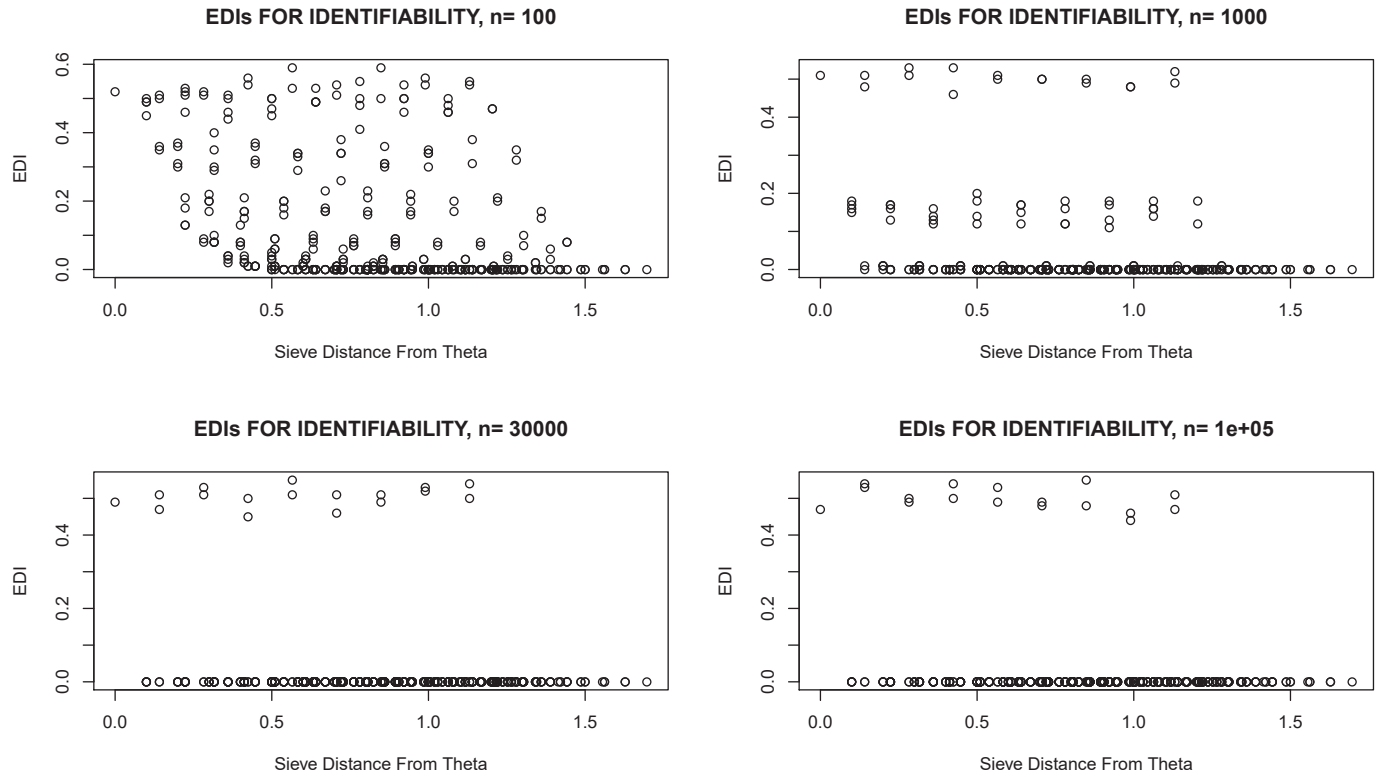 EDIs FOR IDENTIFIABILITY, n= 100
EDI
0.0
0.2
0.4
0.6
0.0 0.5 1.0 1.5
Sieve Distance From Theta
EDIs FOR IDENTIFIABILITY, n= 1000
EDI
0.0
0.2
0.4
0.0 0.5 1.0 1.5
Sieve Distance From Theta
EDIs FOR IDENTIFIABILITY, n= 30000
EDI
0.0
0.2
0.4
0.0 0.5 1.0 1.5
Sieve Distance From Theta
EDIs FOR IDENTIFIABILITY, n= 1e+05
EDI
0.0
0.2
0.4
0.0 0.5 1.0 1.5
Sieve Distance From Theta